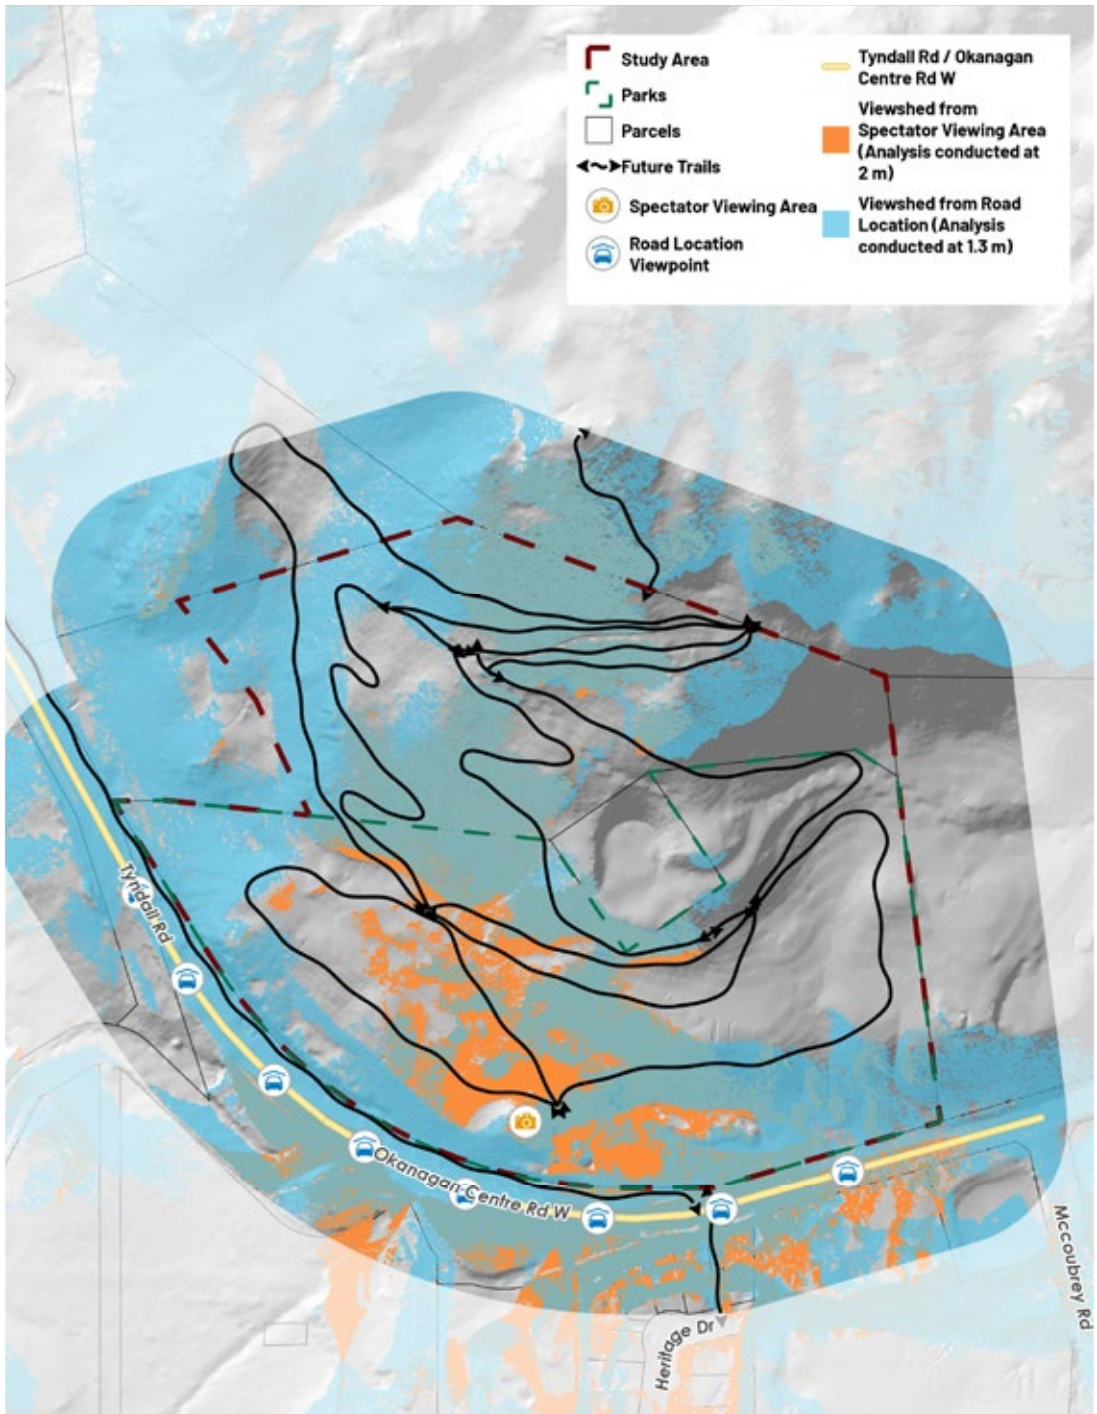 Study Area
Parks
Parcels
Future Trails
Spectator Viewing Area
Road Location
Viewpoint
Tyndall Rd / Okanagan
Centre Rd W
Viewshed from
Spectator Viewing Area
(Analysis conducted at
2 m)
Viewshed from Road
Location (Analysis
conducted at 1.3 m)
Tyndall Rd
Okanagan Centre Rd W
Heritage Dr
Mccoubrey Rd